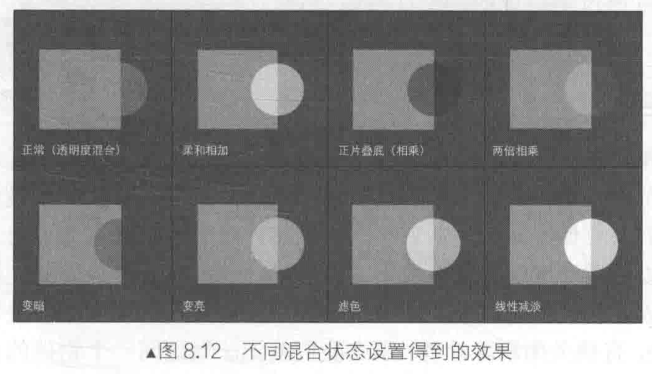 正常（透明度混合）
柔和相加
正片叠底（相乘）
两倍相乘
变暗
变亮
滤色
线性减淡
▲图 8.12 不同混合状态设置得到的效果